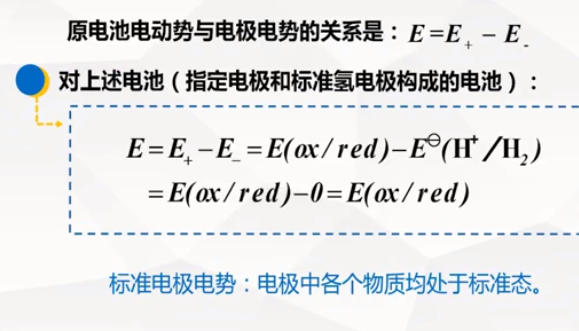 原电池电动势与电极电势的关系是：E=E₊ − E₋
对上述电池（指定电极和标准氢电极构成的电池）：
E=E₊−E₋=E(ox/red)−E⊖(H⁺/H₂)
=E(ox/red)−0=E(ox/red)
标准电极电势：电极中各个物质均处于标准态。